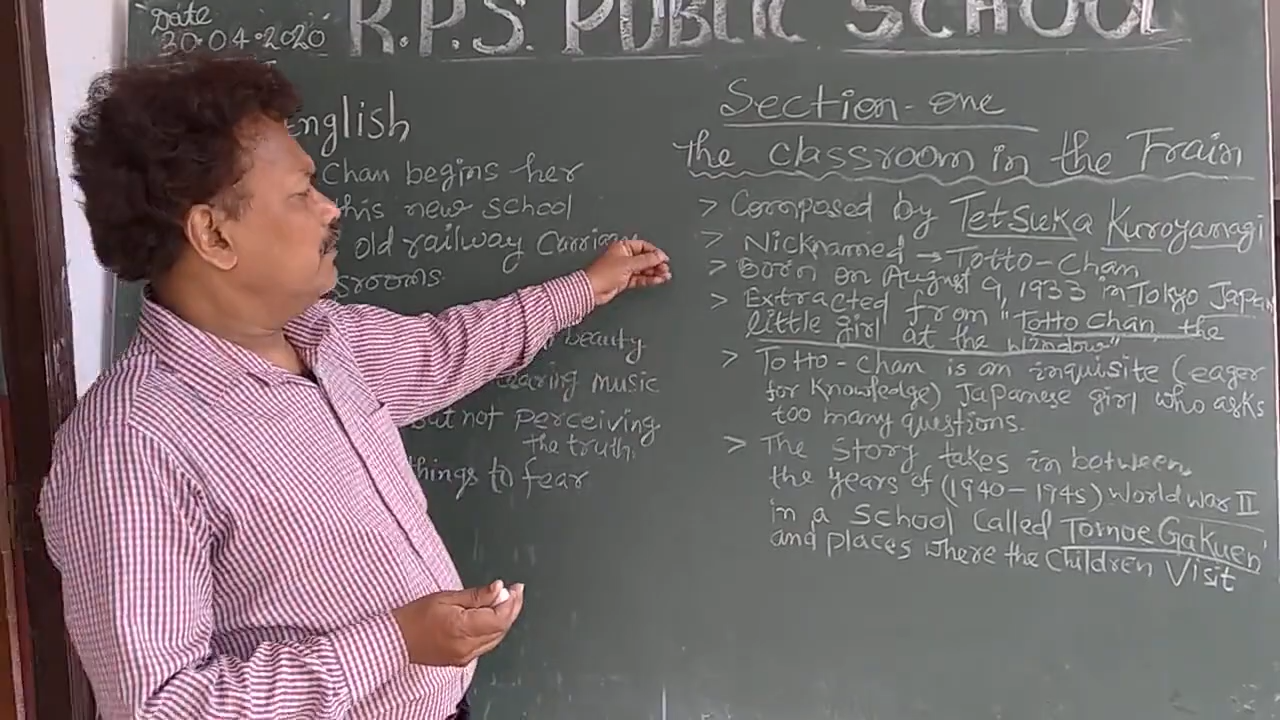 Date
30.04.2020
R.P.S. PUBLIC SCHOOL
English
Chan begins her
this new school
old railway Carriage
srooms
beauty
hearing music
but not perceiving
the truth.
things to fear
Section-one
The classroom in the Train
> Composed by Tetsuka Kuroyanagi
> Nicknamed → Totto-Chan
> Born on August 9, 1933 in Tokyo Japan
> Extracted from "Totto Chan, the
little girl at the window"
> Totto-Chan is an inquisite (eager
for Knowledge) Japanese girl who asks
too many questions.
> The Story takes in between
the years of (1940-1945) World War II
in a School Called Tomoe Gakuen
and places where the Children Visit